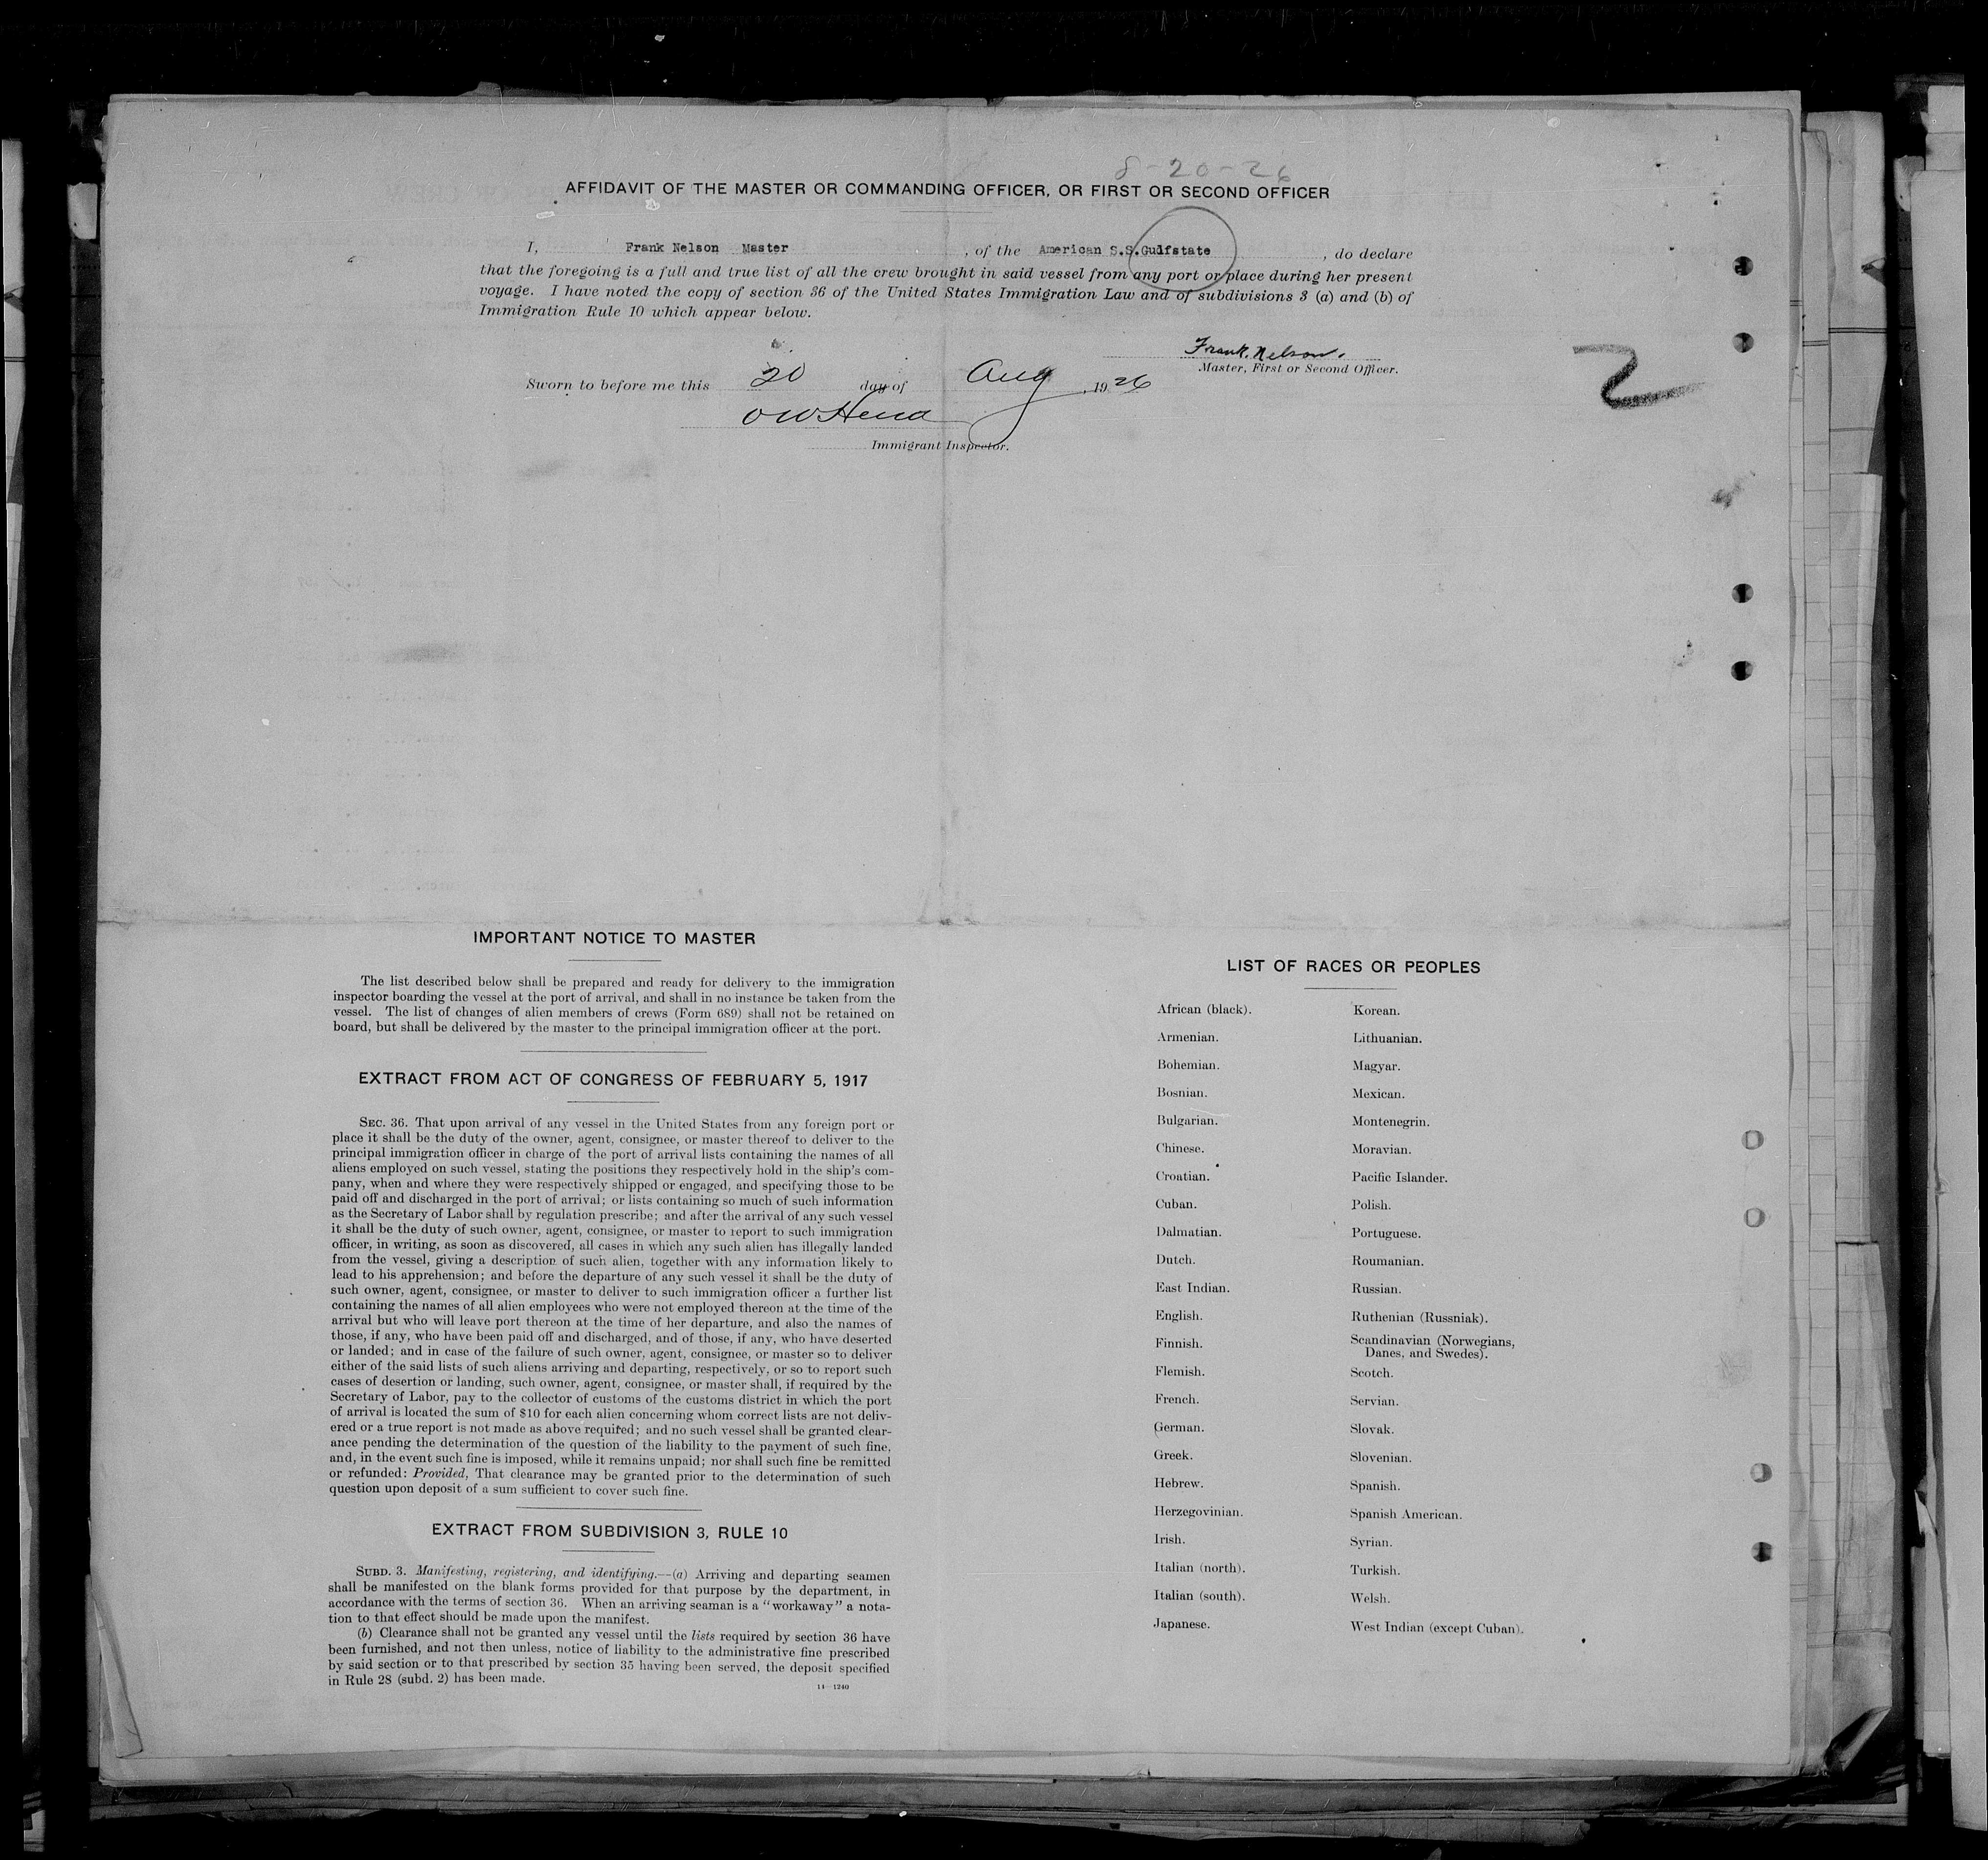 8-20-26
AFFIDAVIT OF THE MASTER OR COMMANDING OFFICER, OR FIRST OR SECOND OFFICER
I, Frank Nelson Master, of the American S.S.Gulfstate, do declare
that the foregoing is a full and true list of all the crew brought in said vessel from any port or place during her present
voyage. I have noted the copy of section 36 of the United States Immigration Law and of subdivisions 3 (a) and (b) of
Immigration Rule 10 which appear below.
Frank. Nelson.
Master, First or Second Officer.
2
Sworn to before me this 20 day of Aug, 1926
Immigrant Inspector.
IMPORTANT NOTICE TO MASTER
The list described below shall be prepared and ready for delivery to the immigration
inspector boarding the vessel at the port of arrival, and shall in no instance be taken from the
vessel. The list of changes of alien members of crews (Form 689) shall not be retained on
board, but shall be delivered by the master to the principal immigration officer at the port.
EXTRACT FROM ACT OF CONGRESS OF FEBRUARY 5, 1917
SEC. 36. That upon arrival of any vessel in the United States from any foreign port or
place it shall be the duty of the owner, agent, consignee, or master thereof to deliver to the
principal immigration officer in charge of the port of arrival lists containing the names of all
aliens employed on such vessel, stating the positions they respectively hold in the ship's com-
pany, when and where they were respectively shipped or engaged, and specifying those to be
paid off and discharged in the port of arrival; or lists containing so much of such information
as the Secretary of Labor shall by regulation prescribe; and after the arrival of any such vessel
it shall be the duty of such owner, agent, consignee, or master to report to such immigration
officer, in writing, as soon as discovered, all cases in which any such alien has illegally landed
from the vessel, giving a description of such alien, together with any information likely to
lead to his apprehension; and before the departure of any such vessel it shall be the duty of
such owner, agent, consignee, or master to deliver to such immigration officer a further list
containing the names of all alien employees who were not employed thereon at the time of the
arrival but who will leave port thereon at the time of her departure, and also the names of
those, if any, who have been paid off and discharged, and of those, if any, who have deserted
or landed; and in case of the failure of such owner, agent, consignee, or master so to deliver
either of the said lists of such aliens arriving and departing, respectively, or so to report such
cases of desertion or landing, such owner, agent, consignee, or master shall, if required by the
Secretary of Labor, pay to the collector of customs of the customs district in which the port
of arrival is located the sum of $10 for each alien concerning whom correct lists are not deliv-
ered or a true report is not made as above required; and no such vessel shall be granted clear-
ance pending the determination of the question of the liability to the payment of such fine,
and, in the event such fine is imposed, while it remains unpaid; nor shall such fine be remitted
or refunded: Provided, That clearance may be granted prior to the determination of such
question upon deposit of a sum sufficient to cover such fine.
EXTRACT FROM SUBDIVISION 3, RULE 10
SUBD. 3. Manifesting, registering, and identifying.—(a) Arriving and departing seamen
shall be manifested on the blank forms provided for that purpose by the department, in
accordance with the terms of section 36. When an arriving seaman is a "workaway" a nota-
tion to that effect should be made upon the manifest.
(b) Clearance shall not be granted any vessel until the lists required by section 36 have
been furnished, and not then unless, notice of liability to the administrative fine prescribed
by said section or to that prescribed by section 35 having been served, the deposit specified
in Rule 28 (subd. 2) has been made.
14—1240
LIST OF RACES OR PEOPLES
African (black).
Armenian.
Bohemian.
Bosnian.
Bulgarian.
Chinese.
Croatian.
Cuban.
Dalmatian.
Dutch.
East Indian.
English.
Finnish.
Flemish.
French.
German.
Greek.
Hebrew.
Herzegovinian.
Irish.
Italian (north).
Italian (south).
Japanese.
Korean.
Lithuanian.
Magyar.
Mexican.
Montenegrin.
Moravian.
Pacific Islander.
Polish.
Portuguese.
Roumanian.
Russian.
Ruthenian (Russniak).
Scandinavian (Norwegians,
Danes, and Swedes).
Scotch.
Servian.
Slovak.
Slovenian.
Spanish.
Spanish American.
Syrian.
Turkish.
Welsh.
West Indian (except Cuban).